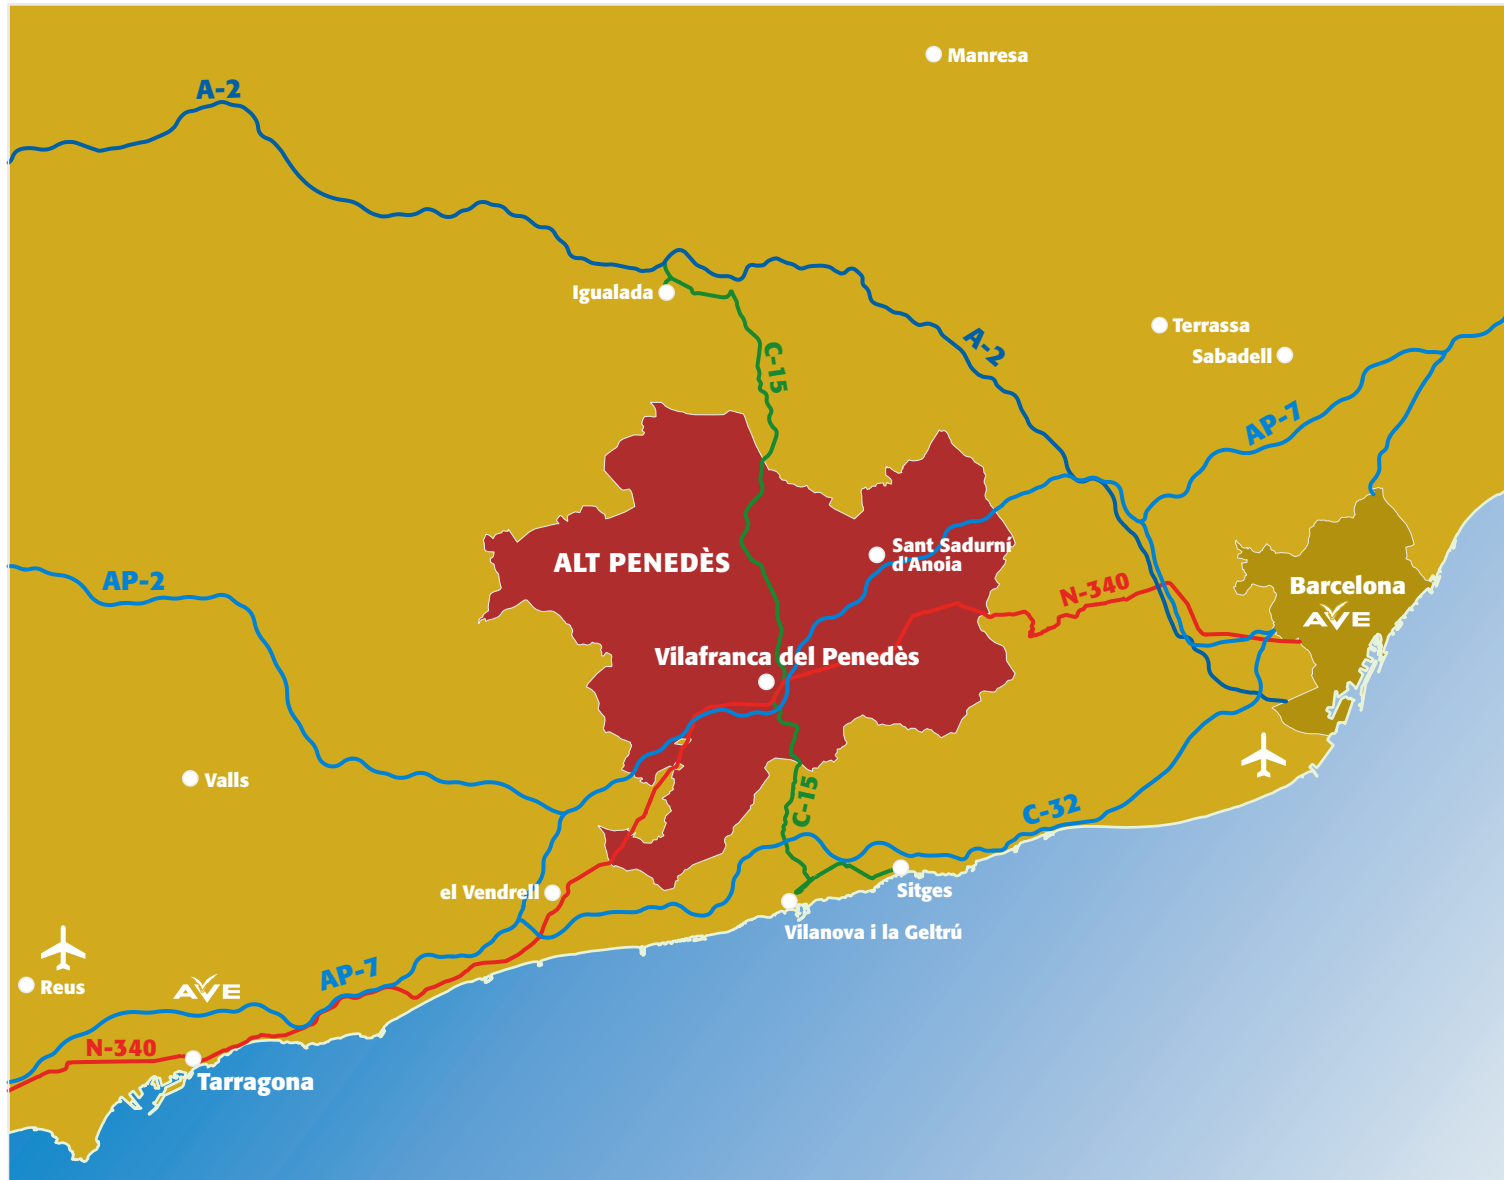 Manresa
A-2
Igualada
A-2
Terrassa
Sabadell
C-15
AP-7
Sant Sadurní
d'Anoia
ALT PENEDÈS
AP-2
N-340
Barcelona
AVE
Vilafranca del Penedès
Valls
C-15
C-32
el Vendrell
Sitges
Vilanova i la Geltrú
AP-7
Reus
AVE
N-340
Tarragona